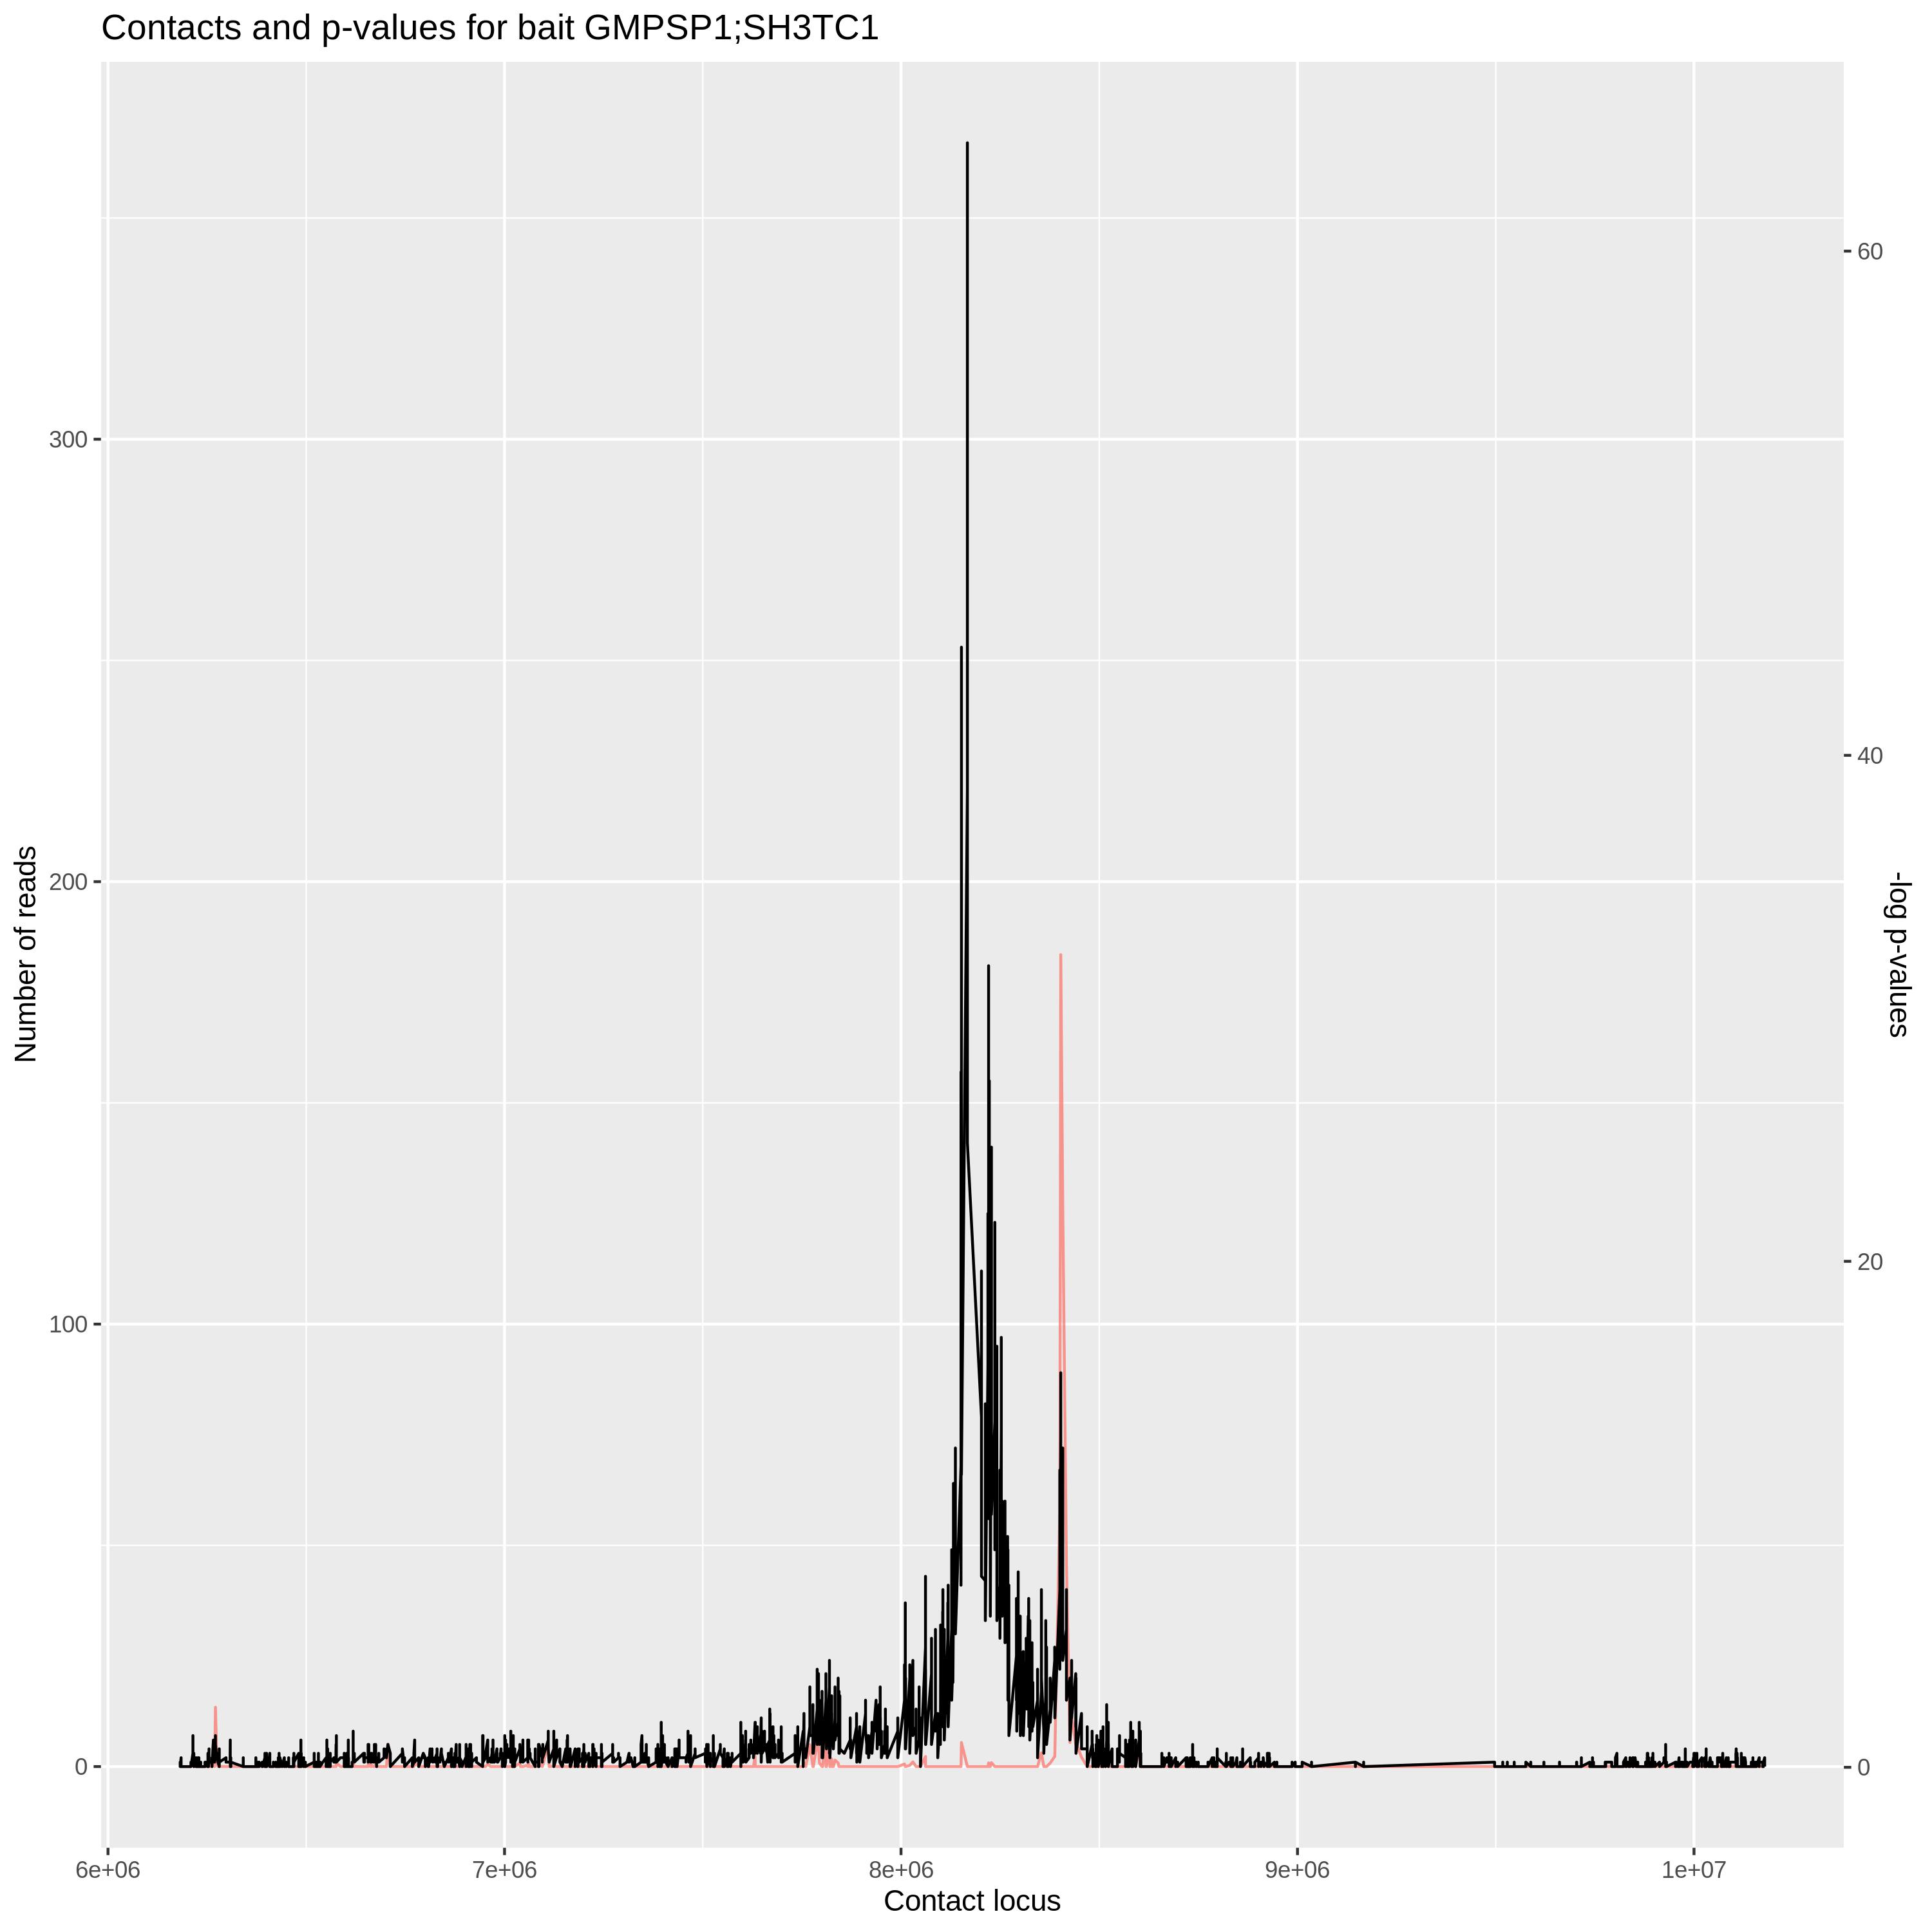 Contacts and p-values for bait GMPSP1;SH3TC1
300
200
100
0
Number of reads
60
40
20
0
-log p-values
6e+06
7e+06
8e+06
9e+06
1e+07
Contact locus